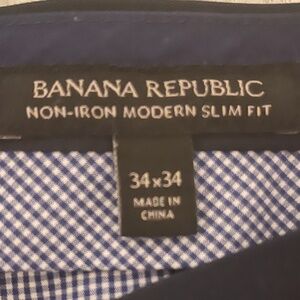 BANANA REPUBLIC
NON-IRON MODERN SLIM FIT
34x34
MADE IN
CHINA